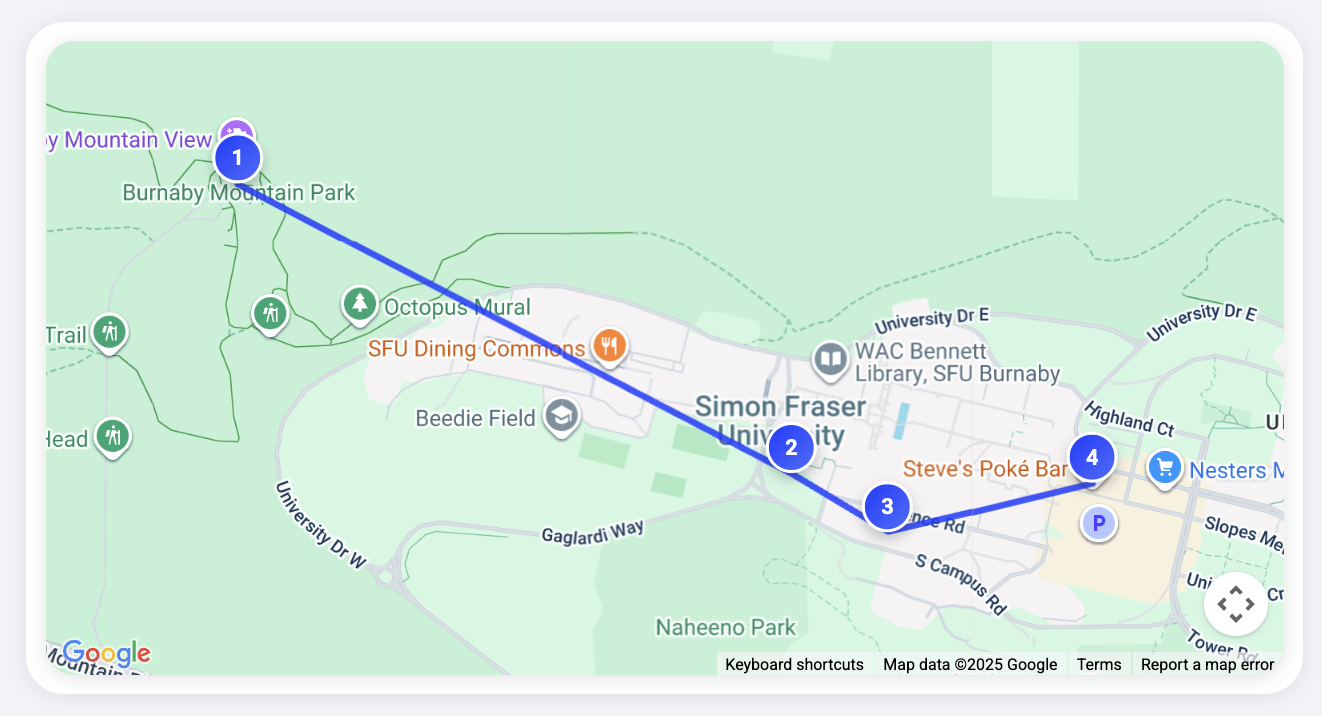 by Mountain View
1
Burnaby Mountain Park
Octopus Mural
Trail
SFU Dining Commons
University Dr E
University Dr E
WAC Bennett
Library, SFU Burnaby
Beedie Field
Simon Fraser
University
Highland Ct
Head
2
4
Steve's Poké Bar
Nesters M
3
nce Rd
P
University Dr W
Gaglardi Way
Slopes Me
S Campus Rd
Naheeno Park
Tower Rd
Google
Mountain
Keyboard shortcuts
Map data ©2025 Google
Terms
Report a map error